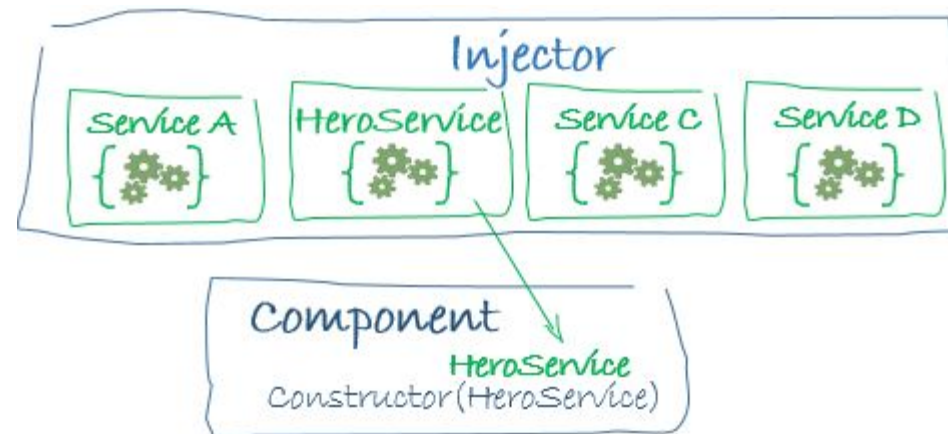 Injector
Service A
HeroService
Service C
Service D
Component
HeroService
Constructor(HeroService)